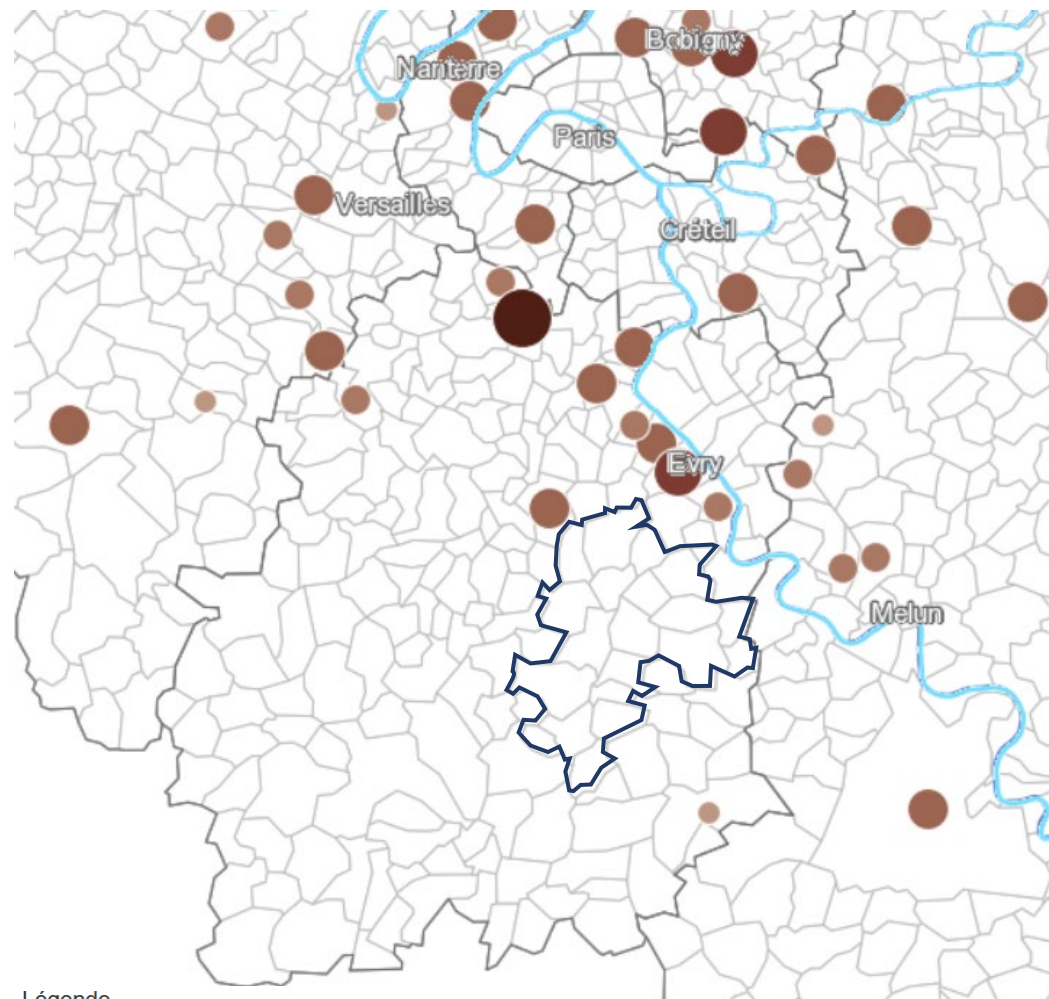 Bobigny
Nanterre
Paris
Versailles
Créteil
Evry
Melun
Légende